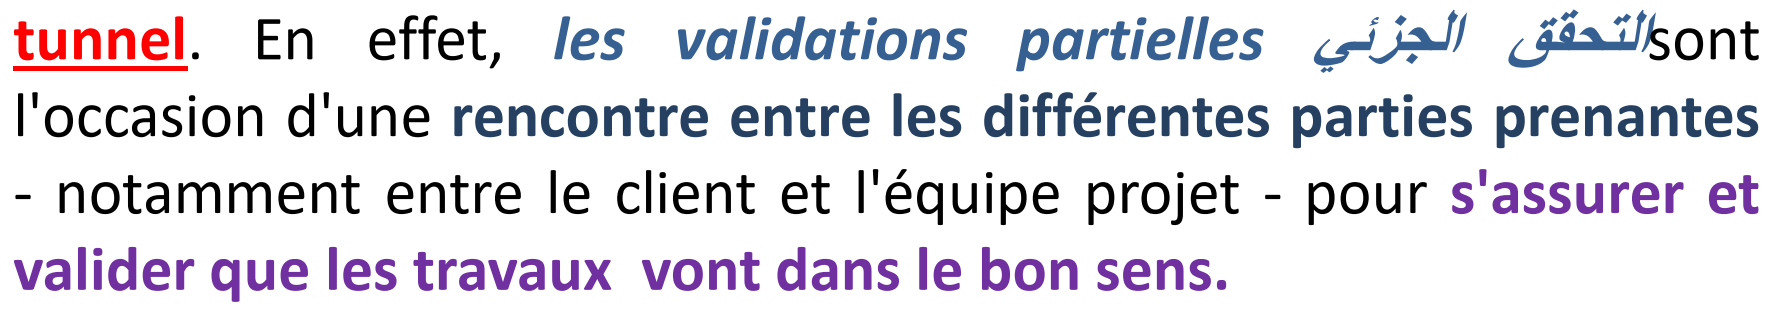 tunnel. En effet, les validations partielles التحقق الجزئي sont
l'occasion d'une rencontre entre les différentes parties prenantes
- notamment entre le client et l'équipe projet - pour s'assurer et
valider que les travaux vont dans le bon sens.